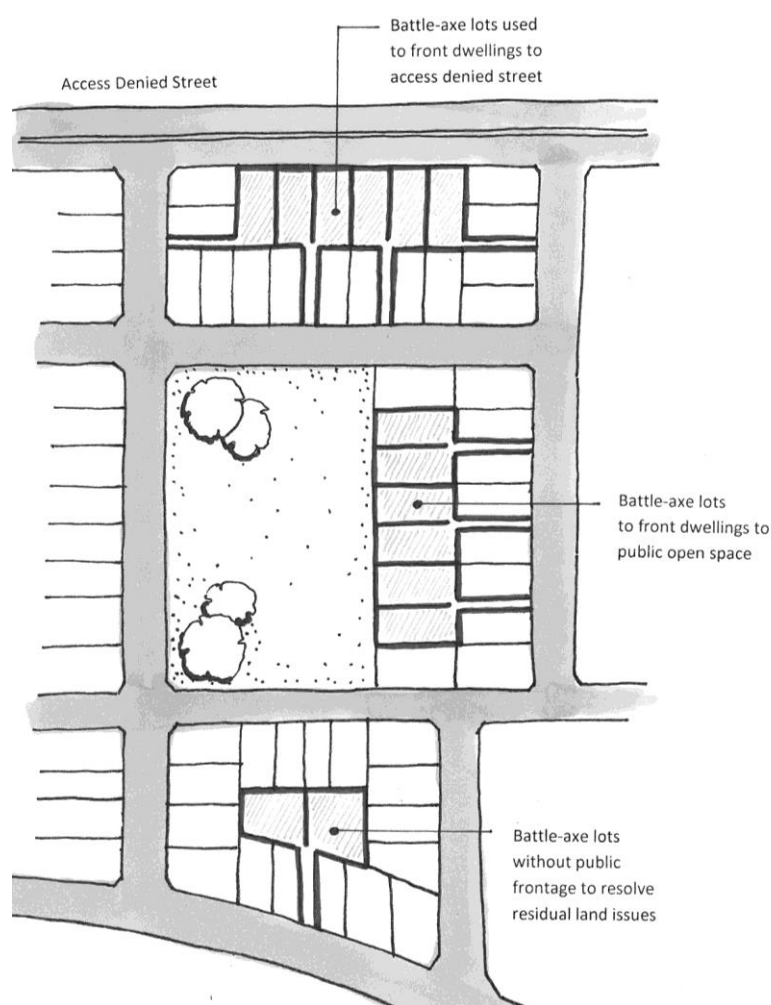 Battle-axe lots used
to front dwellings to
access denied street
Access Denied Street
Battle-axe lots
to front dwellings to
public open space
Battle-axe lots
without public
frontage to resolve
residual land issues